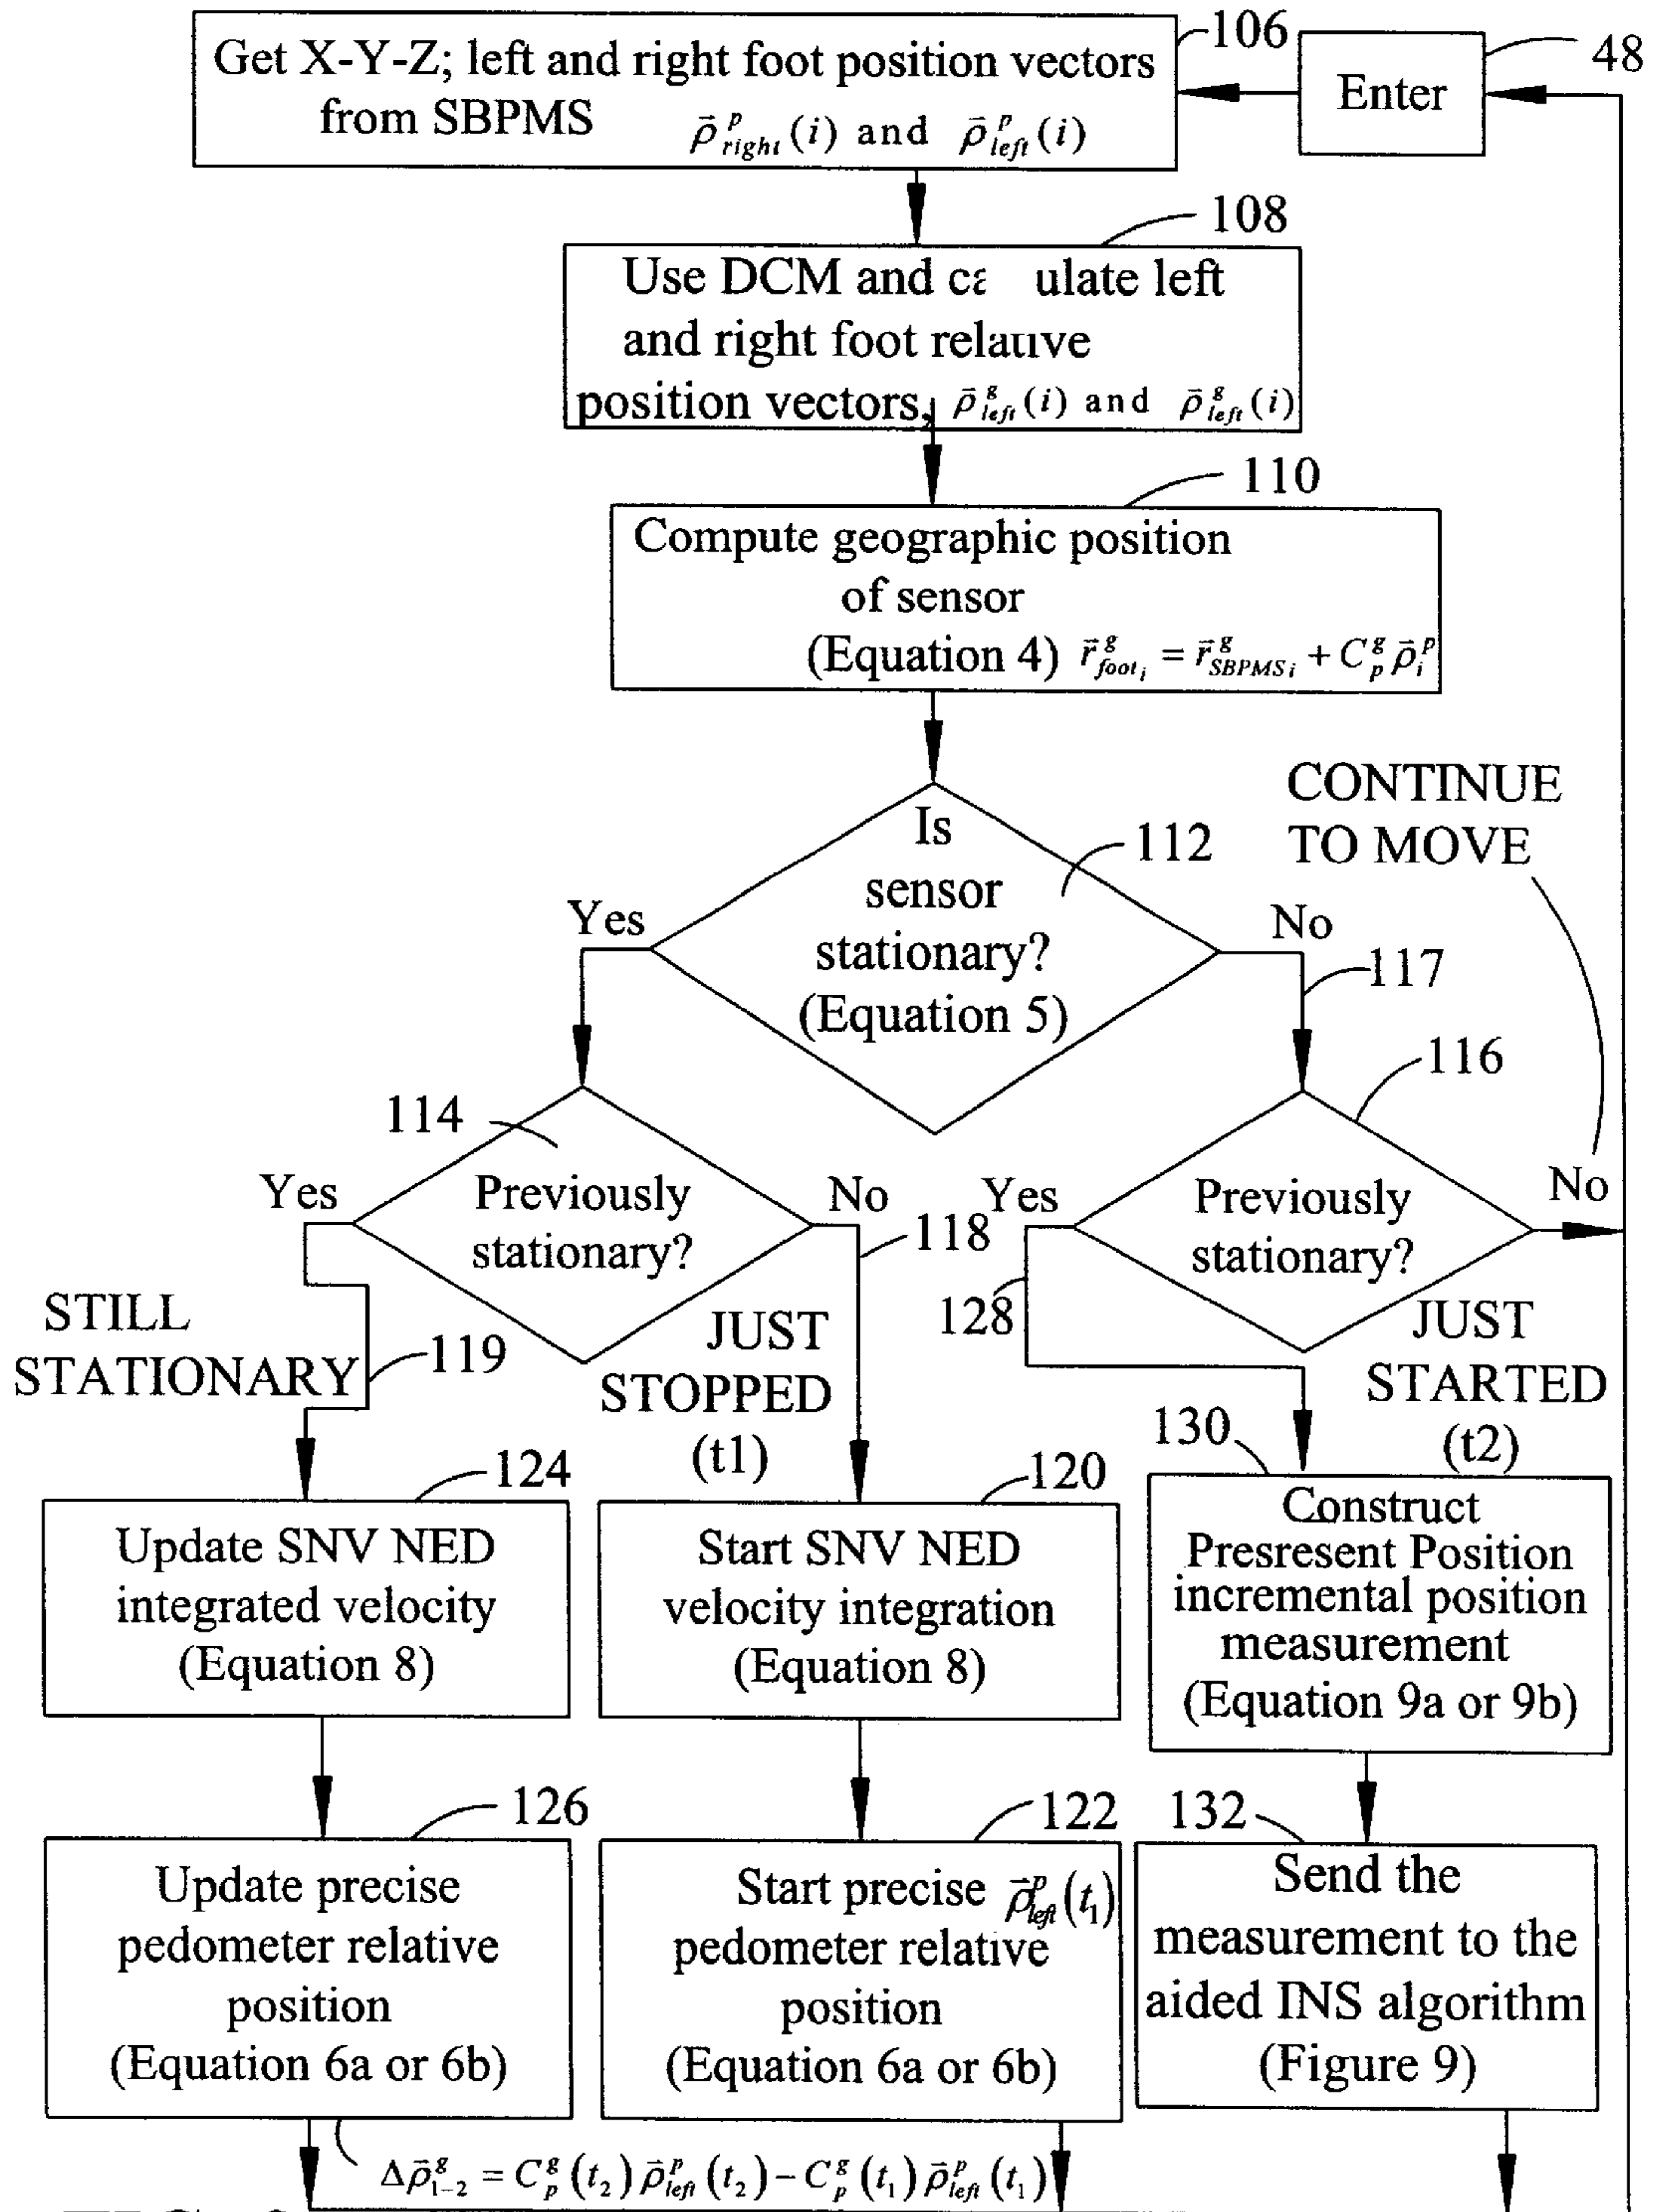 Get X-Y-Z; left and right foot position vectors
from SBPMS ρ⃗^p_right(i) and ρ⃗^p_left(i)
106
Enter
48
108
Use DCM and ca ulate left
and right foot relative
position vectors, ρ⃗^g_left(i) and ρ⃗^g_left(i)
110
Compute geographic position
of sensor
(Equation 4) r⃗^g_foot_i = r⃗^g_SBPMS_i + C^g_p ρ⃗^p_i
CONTINUE
TO MOVE
Is
sensor
stationary?
(Equation 5)
112
Yes
No
117
116
114
Yes
Previously
stationary?
No
118
Yes
128
Previously
stationary?
No
STILL
STATIONARY
119
JUST
STOPPED
(t1)
JUST
STARTED
(t2)
124
Update SNV NED
integrated velocity
(Equation 8)
120
Start SNV NED
velocity integration
(Equation 8)
130
Construct
Presresent Position
incremental position
measurement
(Equation 9a or 9b)
126
Update precise
pedometer relative
position
(Equation 6a or 6b)
122
Start precise ρ⃗^p_left(t₁)
pedometer relative
position
(Equation 6a or 6b)
132
Send the
measurement to the
aided INS algorithm
(Figure 9)
Δρ⃗^g_1-2 = C^g_p(t₂)ρ⃗^p_left(t₂) − C^g_p(t₁)ρ⃗^p_left(t₁)